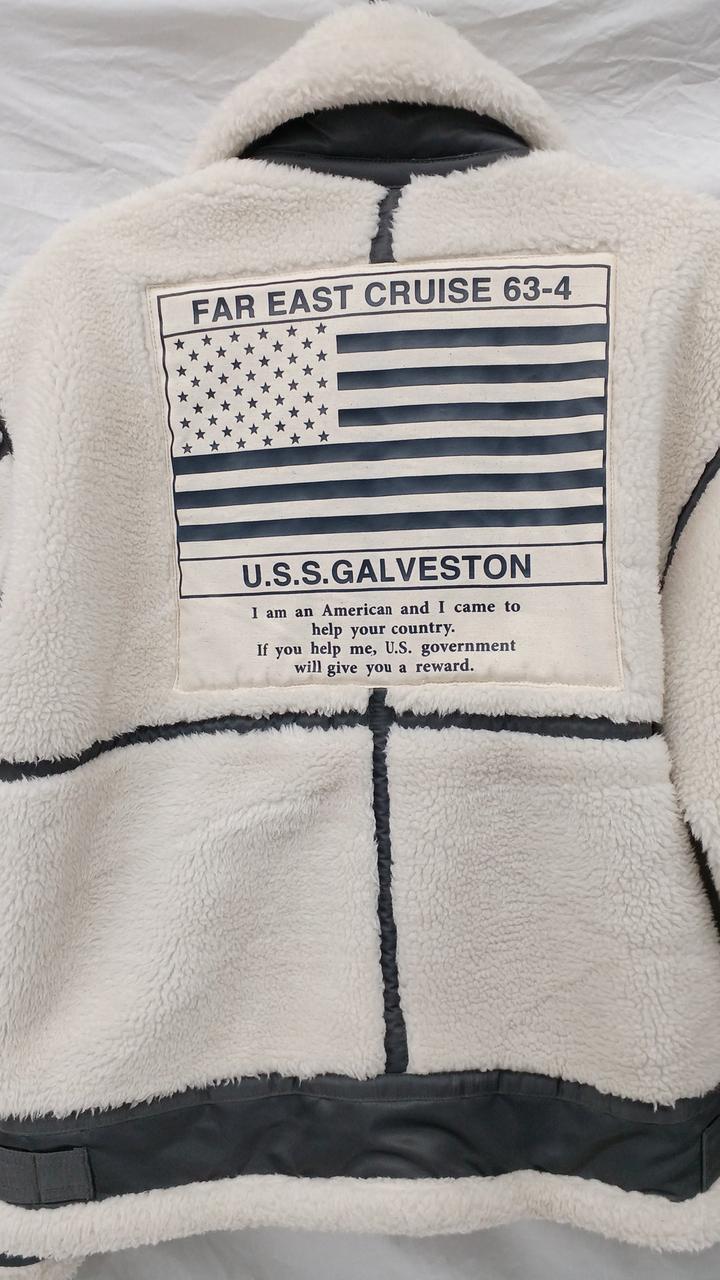 FAR EAST CRUISE 63-4
U.S.S.GALVESTON
I am an American and I came to
help your country.
If you help me, U.S. government
will give you a reward.